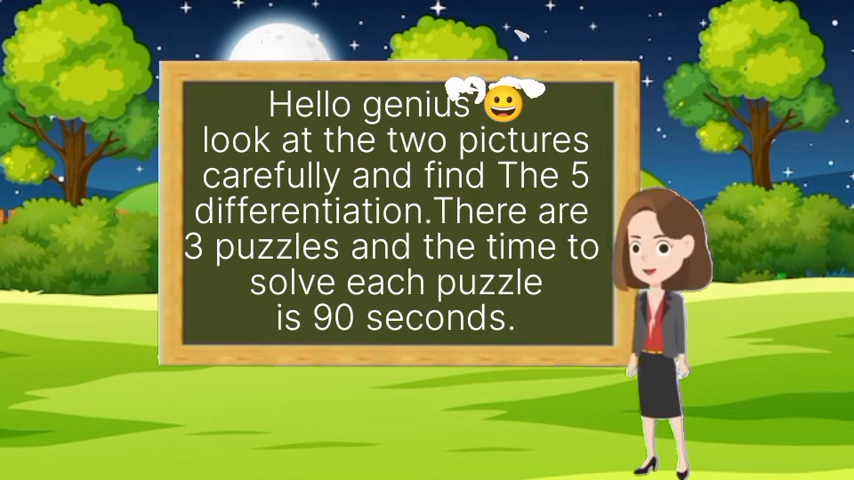 Hello genius 😀
look at the two pictures
carefully and find The 5
differentiation.There are
3 puzzles and the time to
solve each puzzle
is 90 seconds.